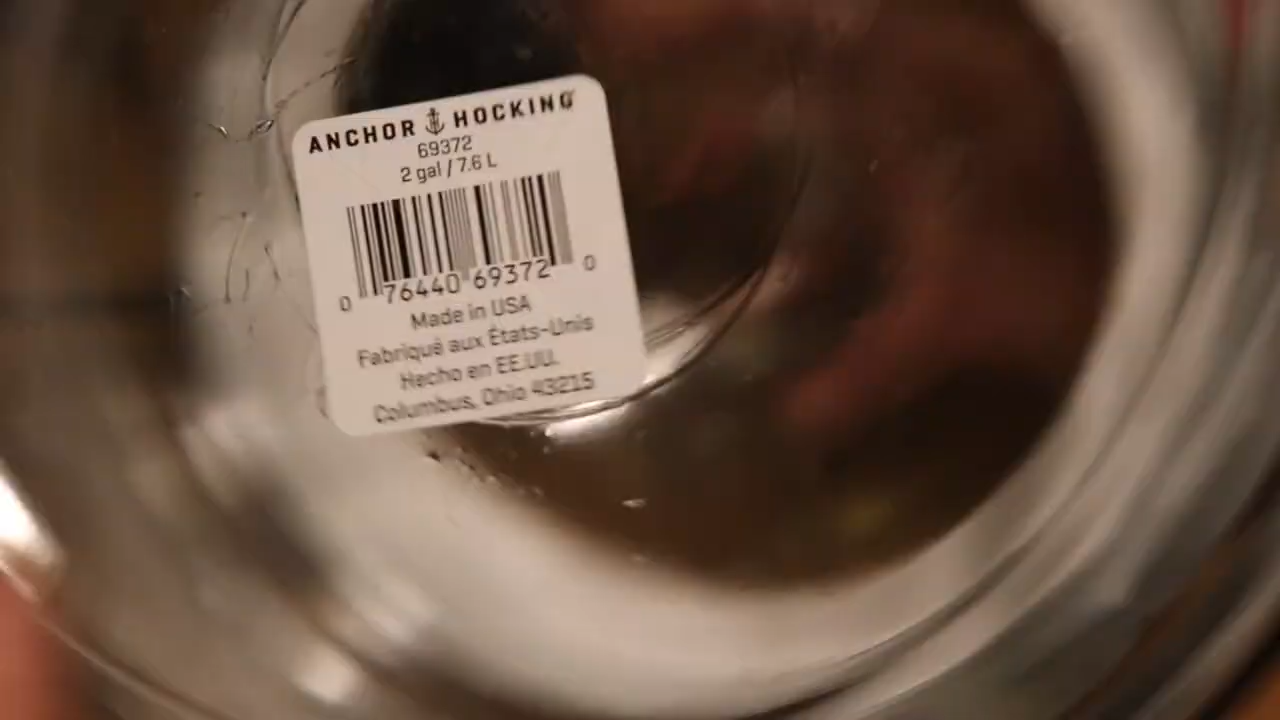 ANCHOR HOCKING
69372
2 gal / 7.6 L
0 76440 69372 0
Made in USA
Fabriqué aux États-Unis
Hecho en EE.UU.
Columbus, Ohio 43215